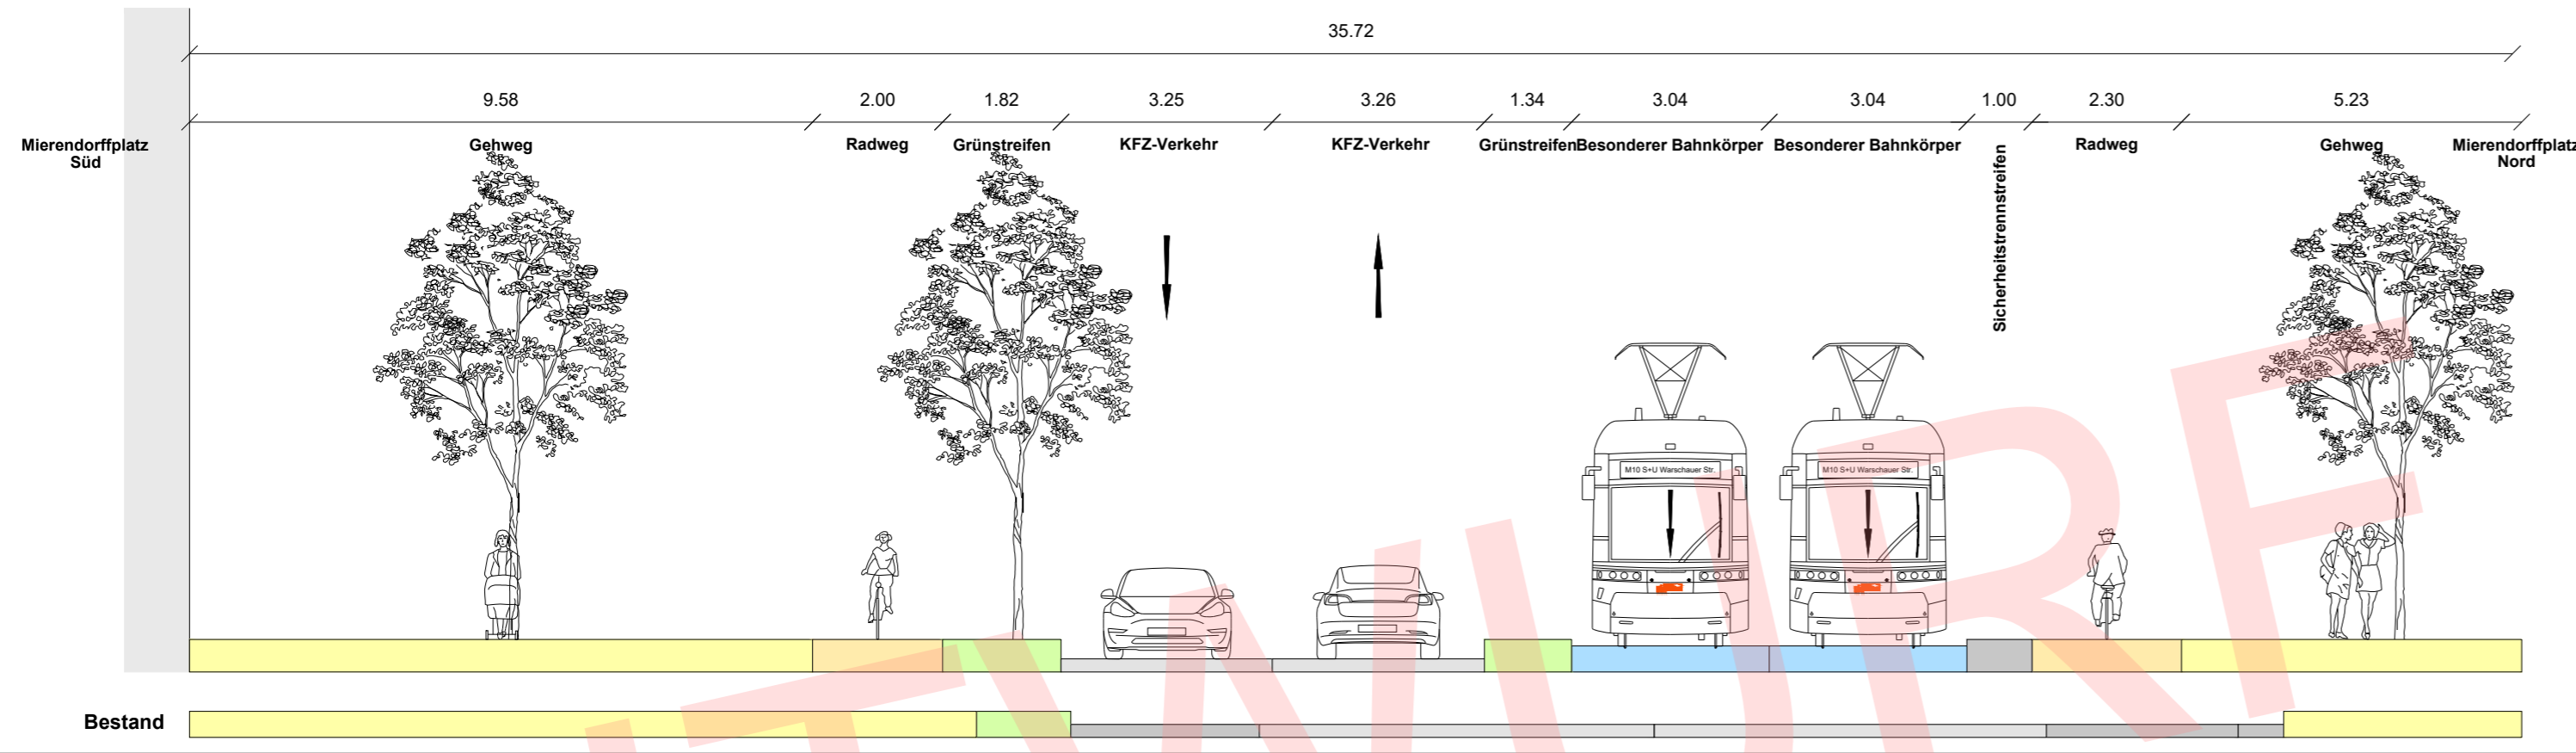 35.72
9.58 2.00 1.82 3.25 3.26 1.34 3.04 3.04 1.00 2.30 5.23
Mierendorffplatz
Süd
Gehweg Radweg Grünstreifen KFZ-Verkehr KFZ-Verkehr Grünstreifen Besonderer Bahnkörper Besonderer Bahnkörper Sicherheitstrennstreifen Radweg Gehweg
Mierendorffplatz
Nord
M10 S+U Warschauer Str. M10 S+U Warschauer Str.
Bestand
TWURF